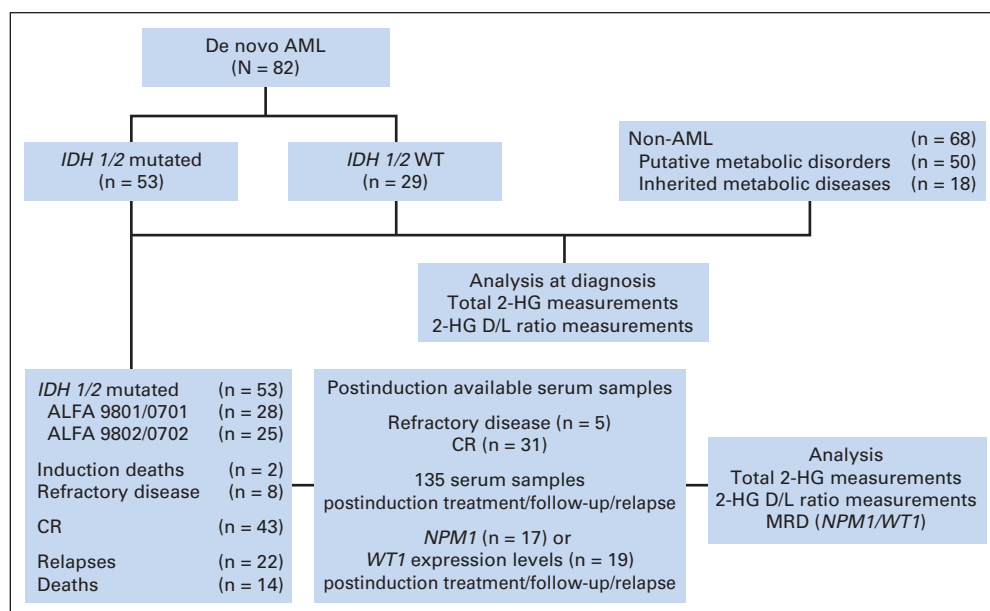 De novo AML
(N = 82)
IDH 1/2 mutated
(n = 53)
IDH 1/2 WT
(n = 29)
Non-AML (n = 68)
Putative metabolic disorders (n = 50)
Inherited metabolic diseases (n = 18)
Analysis at diagnosis
Total 2-HG measurements
2-HG D/L ratio measurements
IDH 1/2 mutated (n = 53)
ALFA 9801/0701 (n = 28)
ALFA 9802/0702 (n = 25)
Induction deaths (n = 2)
Refractory disease (n = 8)
CR (n = 43)
Relapses (n = 22)
Deaths (n = 14)
Postinduction available serum samples
Refractory disease (n = 5)
CR (n = 31)
135 serum samples
postinduction treatment/follow-up/relapse
NPM1 (n = 17) or
WT1 expression levels (n = 19)
postinduction treatment/follow-up/relapse
Analysis
Total 2-HG measurements
2-HG D/L ratio measurements
MRD (NPM1/WT1)